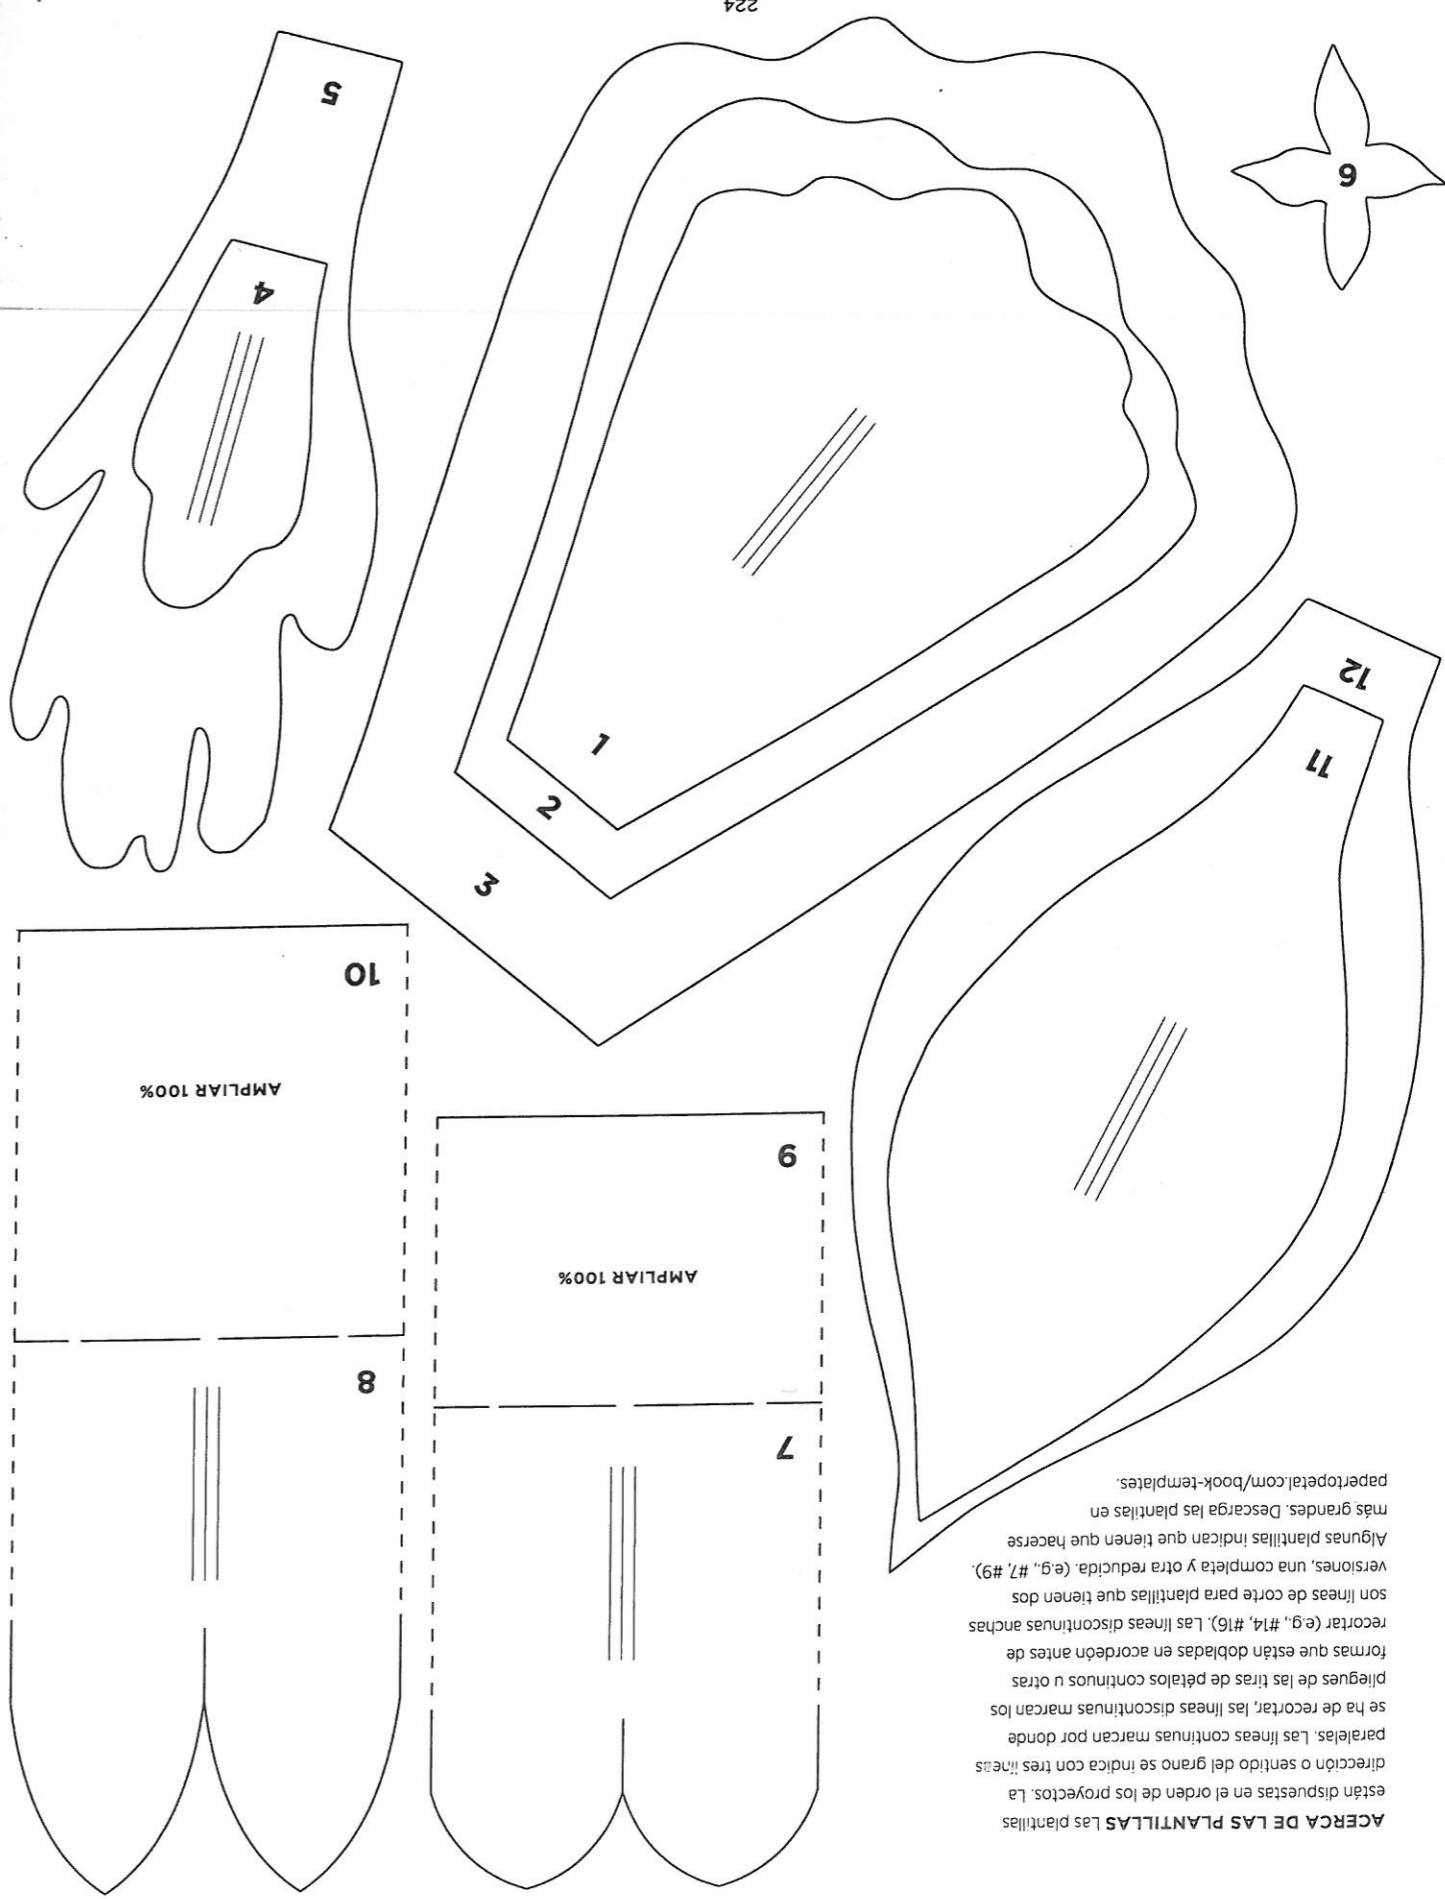 ACERCA DE LAS PLANTILLAS Las plantillas
están dispuestas en el orden de los proyectos. La
dirección o sentido del grano se indica con tres líneas
paralelas. Las líneas continuas marcan por donde
se ha de recortar, las líneas discontinuas marcan los
pliegues de las tiras de pétalos continuos u otras
formas que están dobladas en acordeón antes de
recortar (e.g., #14, #16). Las líneas discontinuas anchas
son líneas de corte para plantillas que tienen dos
versiones, una completa y otra reducida. (e.g., #7, #9).
Algunas plantillas indican que tienen que hacerse
más grandes. Descarga las plantillas en
papertopetal.com/book-templates.
7
8
AMPLIAR 100%
9
AMPLIAR 100%
10
11
12
3
2
1
4
5
6
224